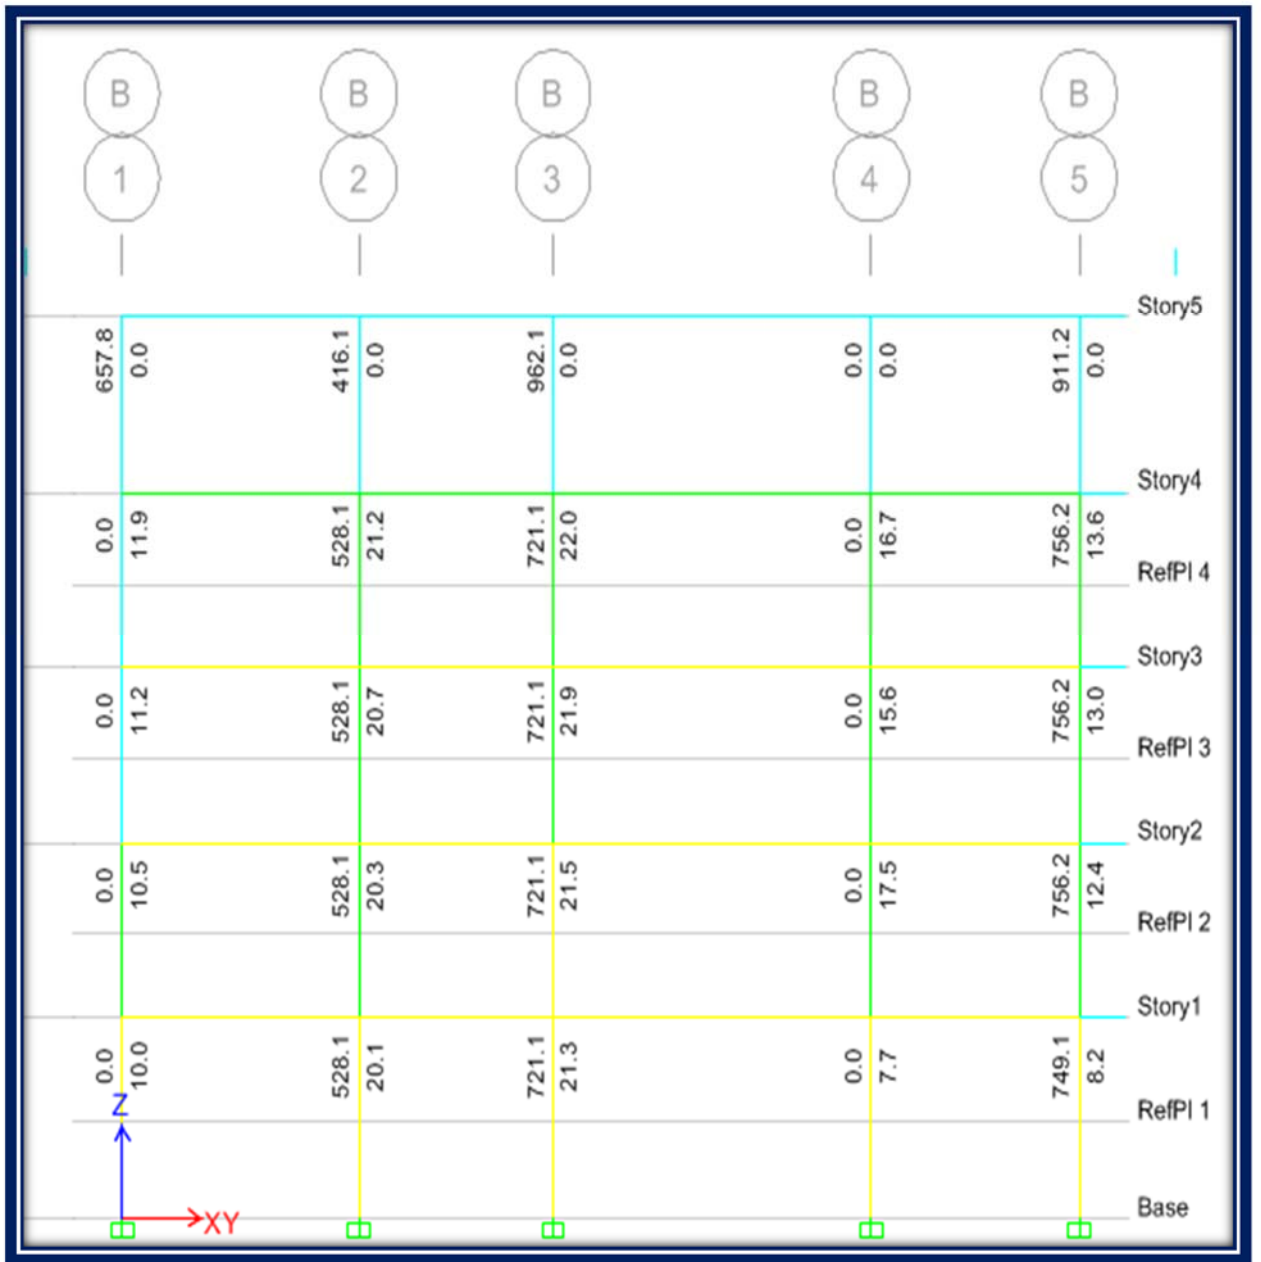 B B B B B
1 2 3 4 5
Story5
657.8 0.0 416.1 0.0 962.1 0.0 0.0 0.0 911.2 0.0
Story4
0.0 11.9 528.1 21.2 721.1 22.0 0.0 16.7 756.2 13.6
RefPl 4
Story3
0.0 11.2 528.1 20.7 721.1 21.9 0.0 15.6 756.2 13.0
RefPl 3
Story2
0.0 10.5 528.1 20.3 721.1 21.5 0.0 17.5 756.2 12.4
RefPl 2
Story1
0.0 10.0 528.1 20.1 721.1 21.3 0.0 7.7 749.1 8.2
Z
RefPl 1
Base
XY